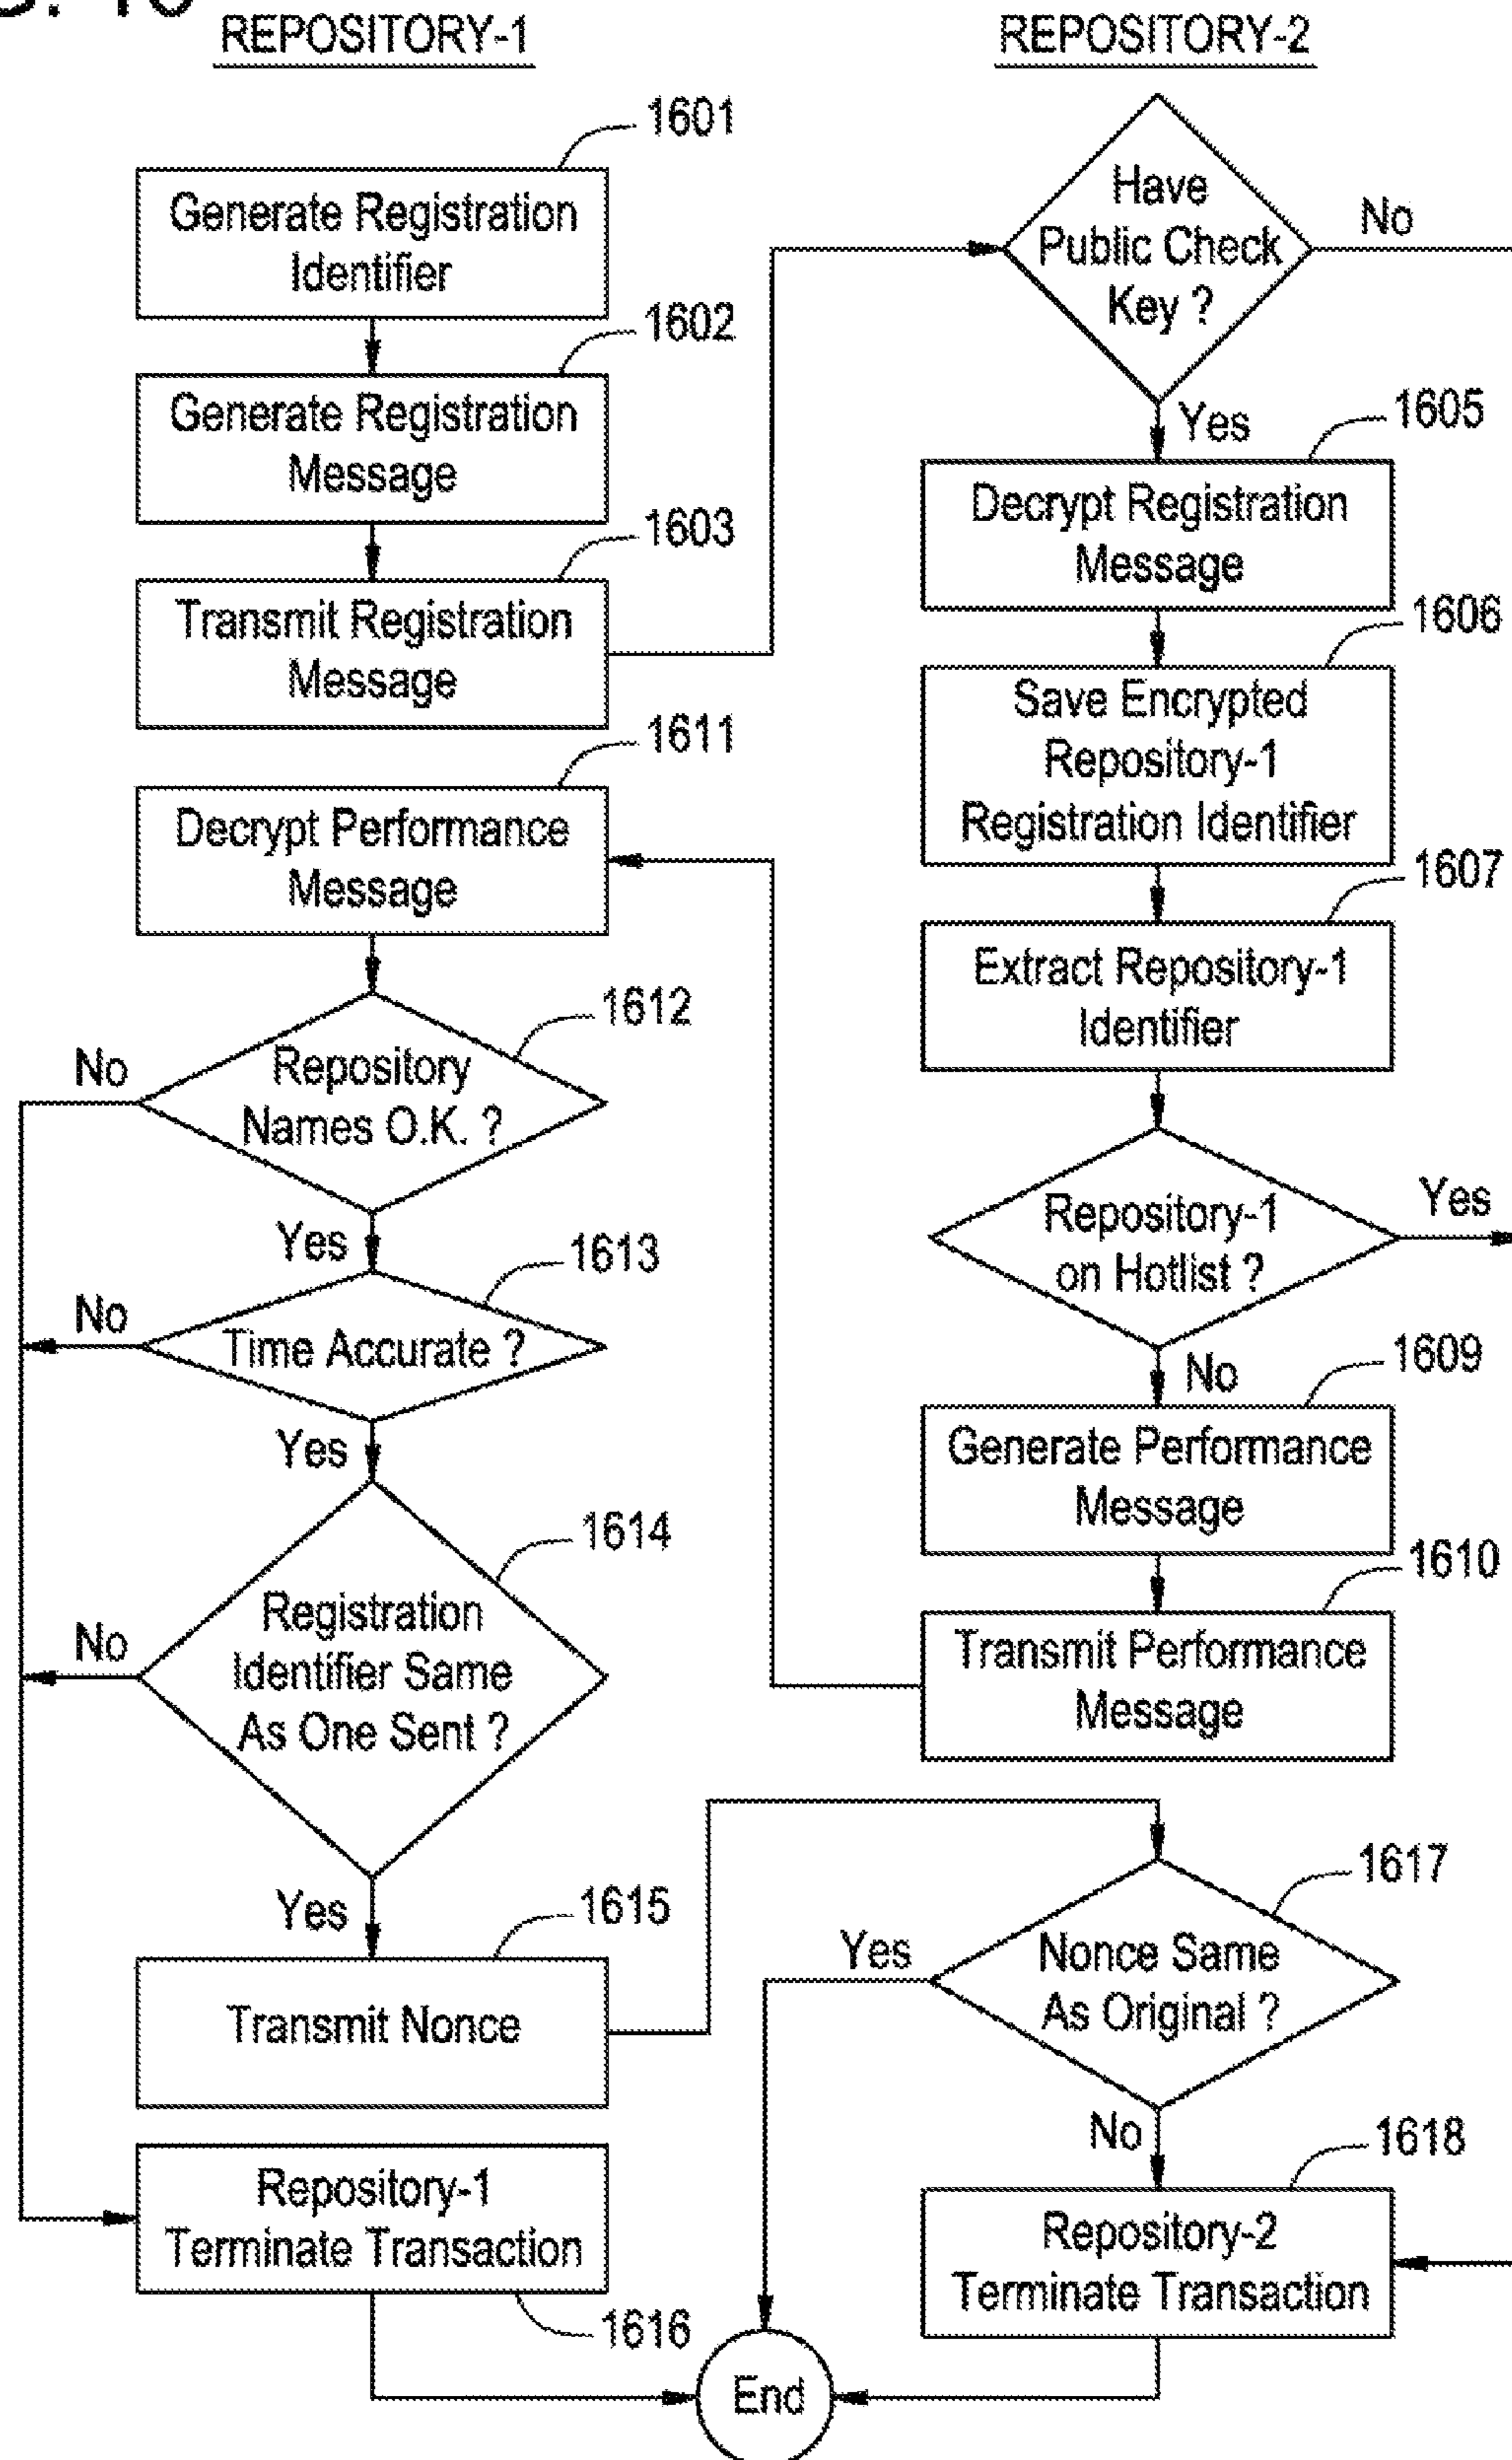 REPOSITORY-1
1601
Generate Registration
Identifier
1602
Generate Registration
Message
1603
Transmit Registration
Message
1611
Decrypt Performance
Message
1612
No
Repository
Names O.K. ?
Yes
1613
No
Time Accurate ?
Yes
1614
No
Registration
Identifier Same
As One Sent ?
Yes
1615
Transmit Nonce
Repository-1
Terminate Transaction
1616
REPOSITORY-2
Have
Public Check
Key ?
No
Yes
1605
Decrypt Registration
Message
1606
Save Encrypted
Repository-1
Registration Identifier
1607
Extract Repository-1
Identifier
Repository-1
on Hotlist ?
Yes
No
1609
Generate Performance
Message
1610
Transmit Performance
Message
1617
Yes
Nonce Same
As Original ?
No
1618
Repository-2
Terminate Transaction
End